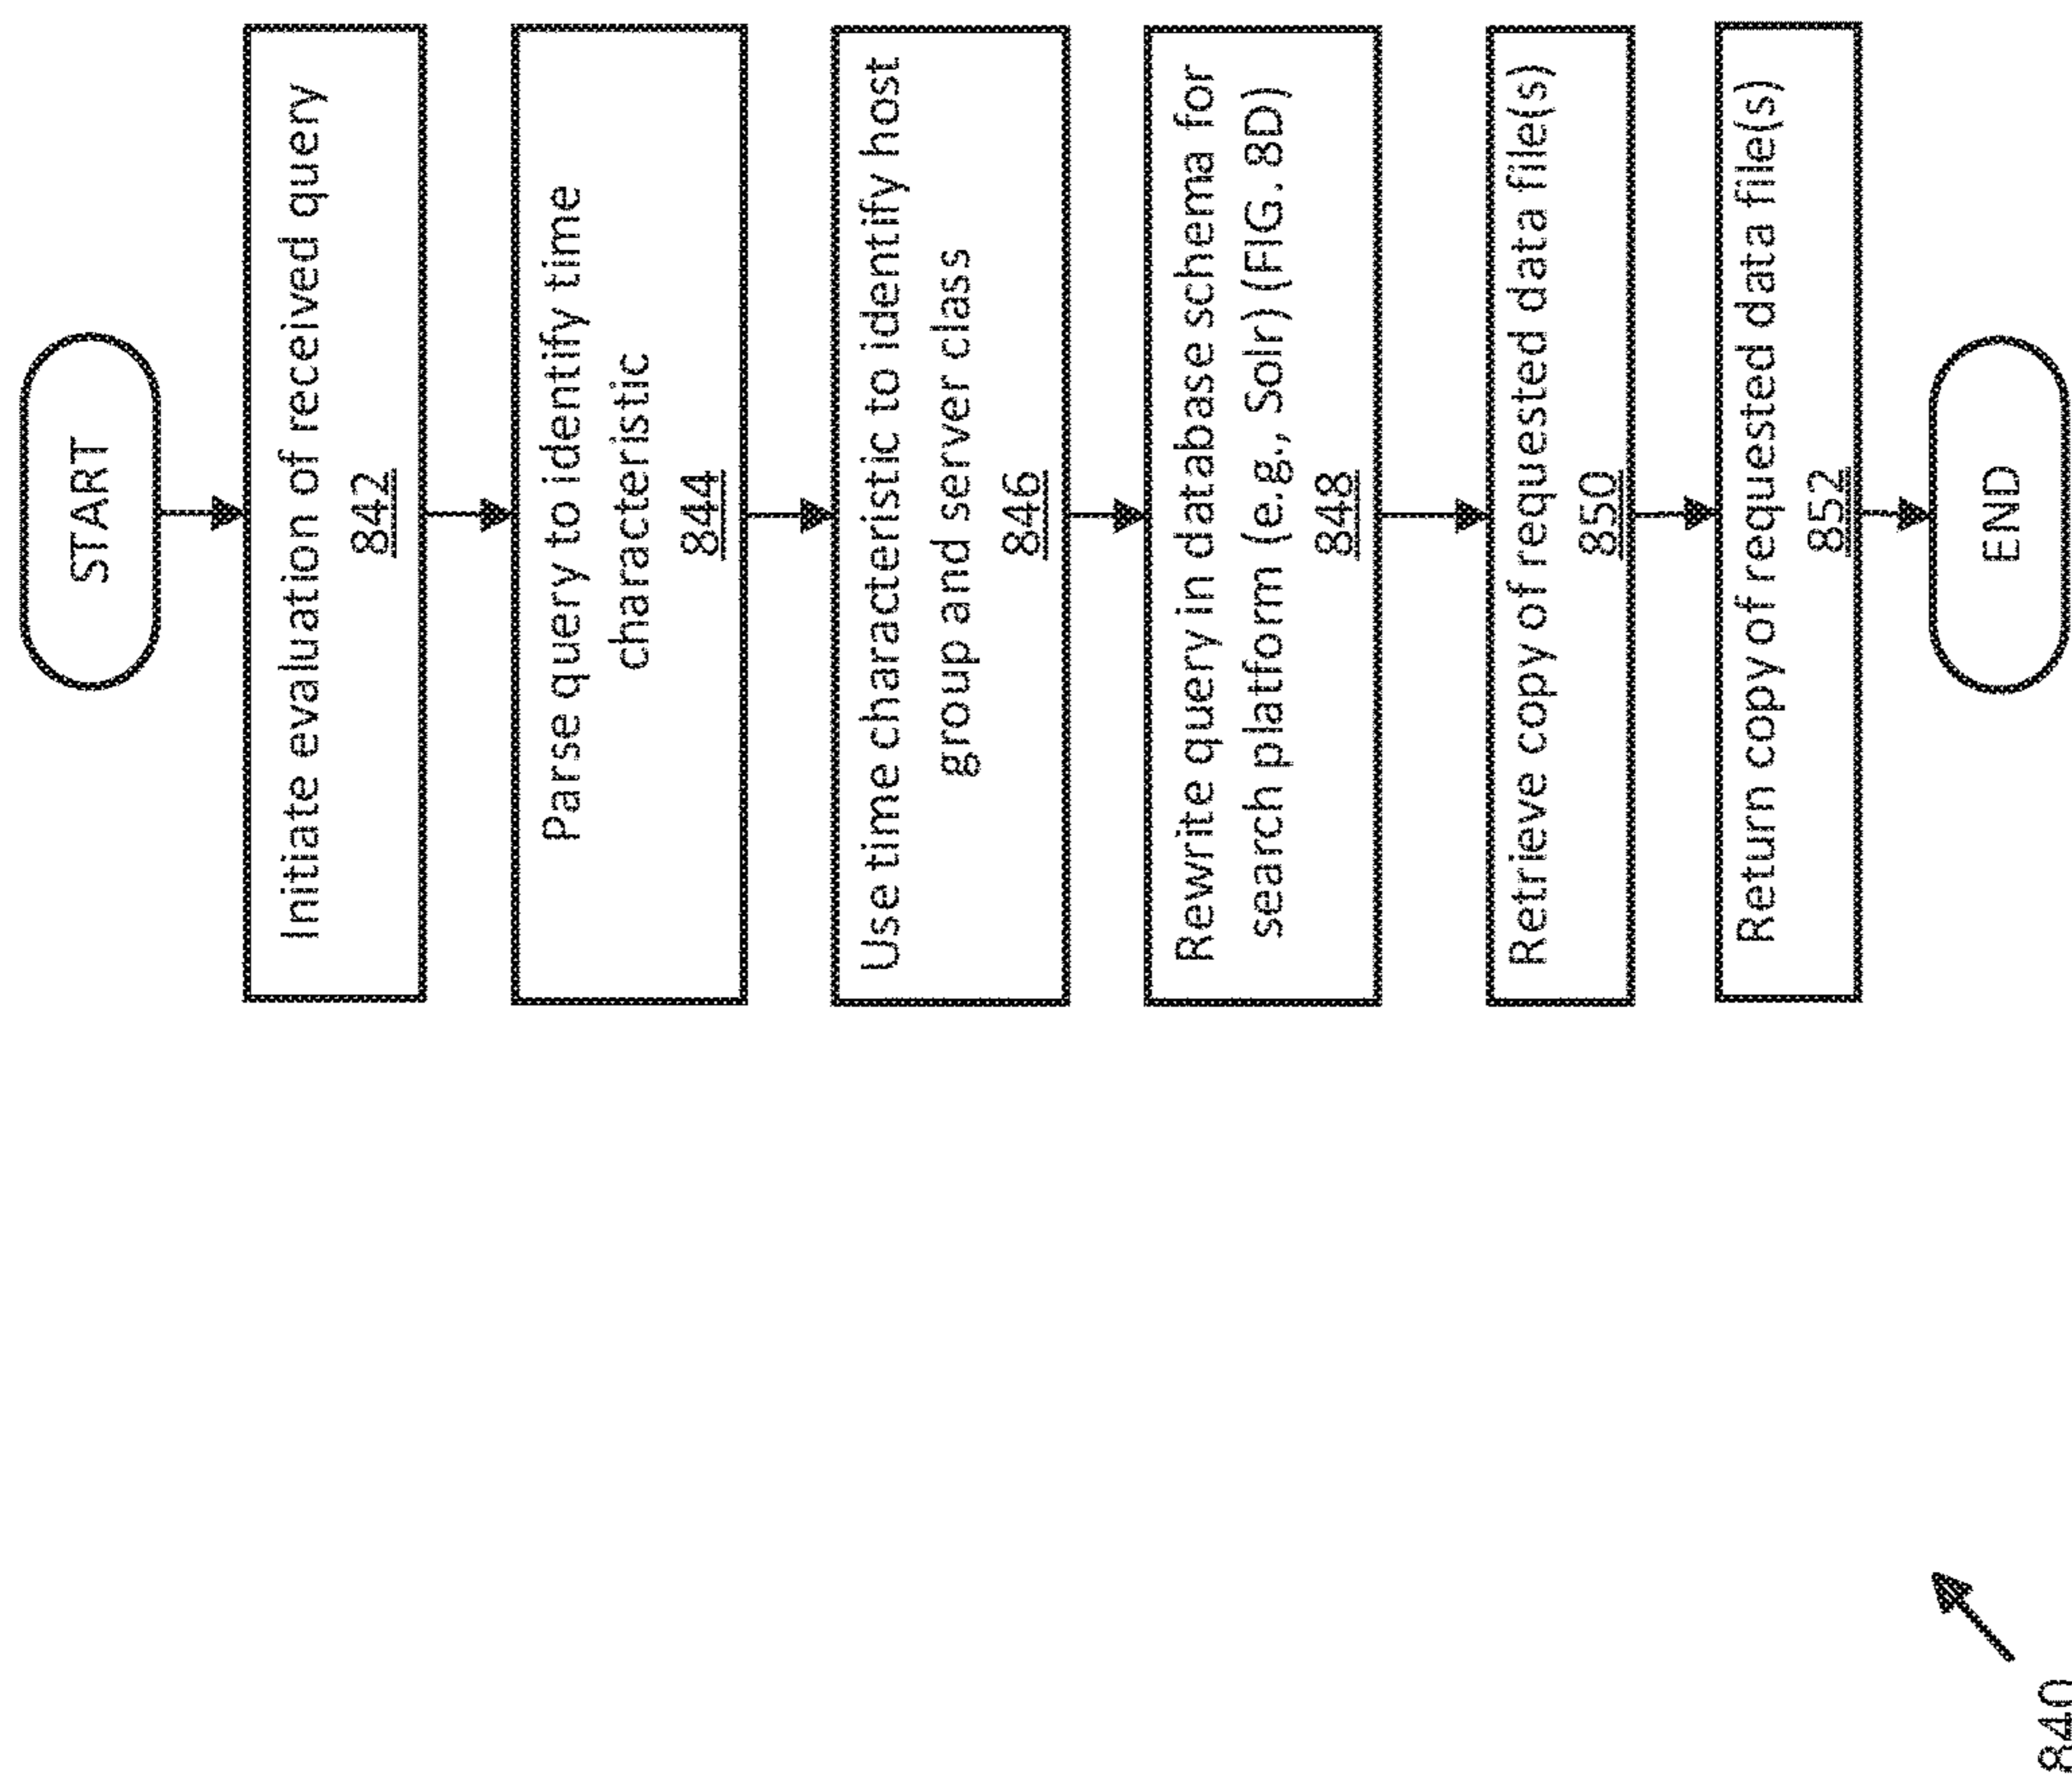 START
Initiate evaluation of received query
842
Parse query to identify time
characteristic
844
Use time characteristic to identify host
group and server class
846
Rewrite query in database schema for
search platform (e.g., Solr) (FIG. 8D)
848
Retrieve copy of requested data file(s)
850
Return copy of requested data file(s)
852
END
840